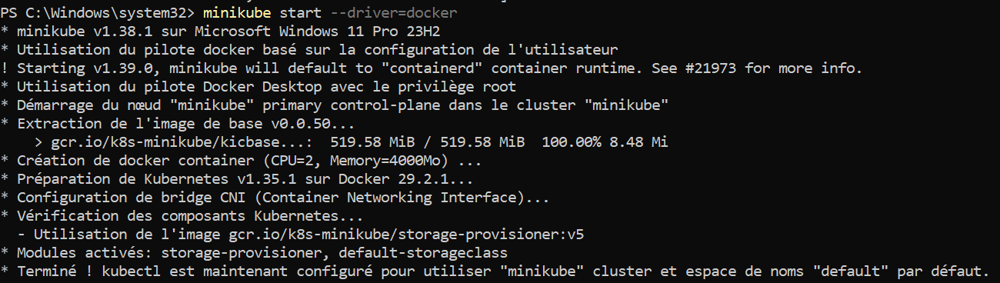 PS C:\Windows\system32> minikube start --driver=docker
* minikube v1.38.1 sur Microsoft Windows 11 Pro 23H2
* Utilisation du pilote docker basé sur la configuration de l'utilisateur
! Starting v1.39.0, minikube will default to "containerd" container runtime. See #21973 for more info.
* Utilisation du pilote Docker Desktop avec le privilège root
* Démarrage du nœud "minikube" primary control-plane dans le cluster "minikube"
* Extraction de l'image de base v0.0.50...
    > gcr.io/k8s-minikube/kicbase...:  519.58 MiB / 519.58 MiB  100.00% 8.48 Mi
* Création de docker container (CPU=2, Memory=4000Mo) ...
* Préparation de Kubernetes v1.35.1 sur Docker 29.2.1...
* Configuration de bridge CNI (Container Networking Interface)...
* Vérification des composants Kubernetes...
  - Utilisation de l'image gcr.io/k8s-minikube/storage-provisioner:v5
* Modules activés: storage-provisioner, default-storageclass
* Terminé ! kubectl est maintenant configuré pour utiliser "minikube" cluster et espace de noms "default" par défaut.